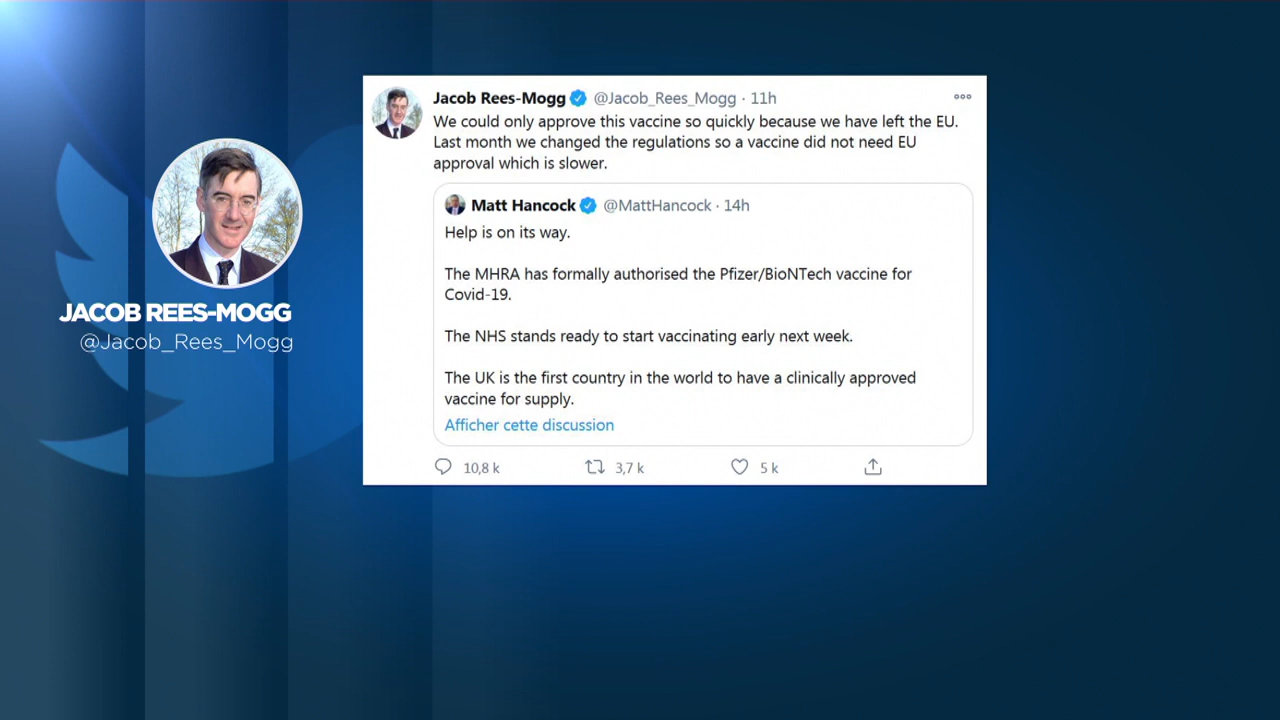 JACOB REES-MOGG
@Jacob_Rees_Mogg
Jacob Rees-Mogg @Jacob_Rees_Mogg · 11h
We could only approve this vaccine so quickly because we have left the EU.
Last month we changed the regulations so a vaccine did not need EU
approval which is slower.
Matt Hancock @MattHancock · 14h
Help is on its way.
The MHRA has formally authorised the Pfizer/BioNTech vaccine for
Covid-19.
The NHS stands ready to start vaccinating early next week.
The UK is the first country in the world to have a clinically approved
vaccine for supply.
Afficher cette discussion
10,8 k 3,7 k 5 k